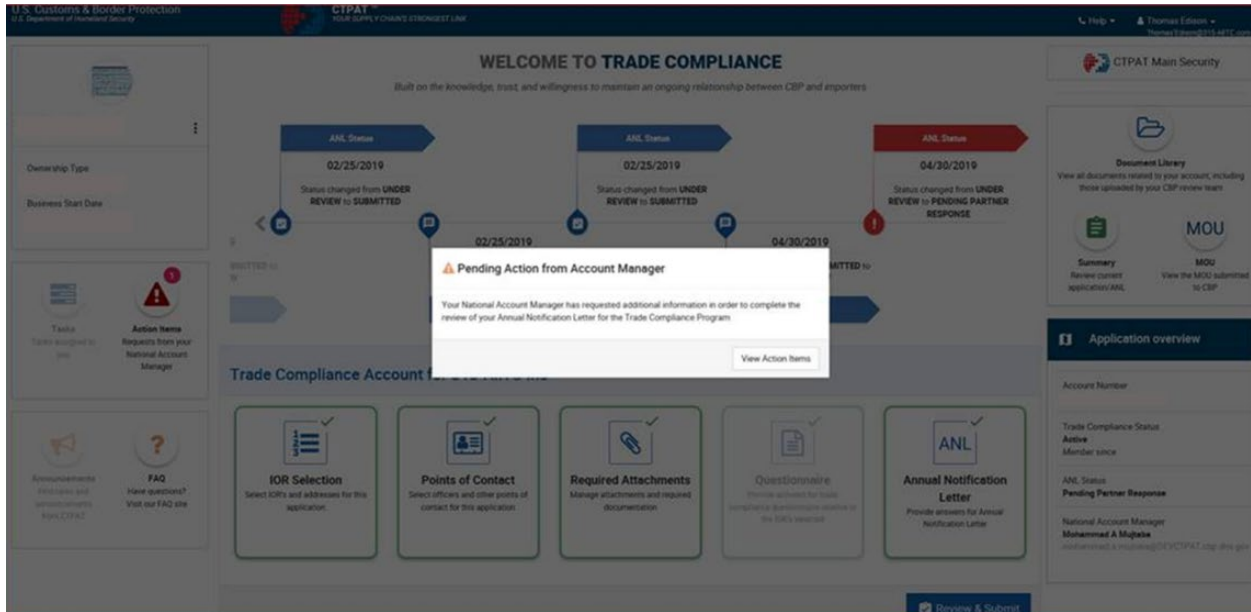 U.S. Customs & Border Protection
U.S. Department of Homeland Security
CTPAT
YOUR SUPPLY CHAIN'S STRONGEST LINK
Help
Thomas Edison
WELCOME TO TRADE COMPLIANCE
Built on the knowledge, trust, and willingness to maintain an ongoing relationship between CBP and importers
CTPAT Main Security
Ownership Type
Business Start Date
ANL Status
02/25/2019
Status changed from UNDER
REVIEW to SUBMITTED
ANL Status
02/25/2019
Status changed from UNDER
REVIEW to SUBMITTED
ANL Status
04/30/2019
Status changed from UNDER
REVIEW to PENDING PARTNER
RESPONSE
02/25/2019
04/30/2019
Document Library
View all documents related to your account, including
those uploaded by your CBP review team
Summary
Review current
application/ANL
MOU
MOU
View the MOU submitted
to CBP
Pending Action from Account Manager
Your National Account Manager has requested additional information in order to complete the
review of your Annual Notification Letter for the Trade Compliance Program
View Action Items
1
Tasks
Tasks assigned to
you
Action Items
Requests from your
National Account
Manager
Announcements
FAQ
Have questions?
Visit our FAQ site
Trade Compliance Account
IOR Selection
Select IOR's and addresses for this
application
Points of Contact
Select officers and other points of
contact for this application
Required Attachments
Manage attachments and required
documentation
Questionnaire
ANL
Annual Notification
Letter
Provide answers for Annual
Notification Letter
Review & Submit
Application overview
Account Number
Trade Compliance Status
Active
Member since
ANL Status
Pending Partner Response
National Account Manager
Mohammad A Mujtaba